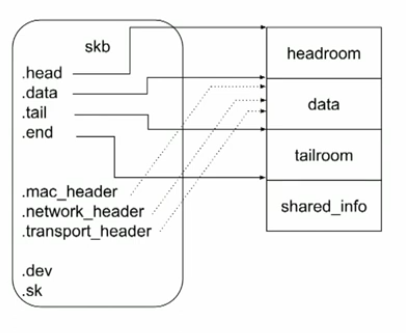 skb
.head
.data
.tail
.end
.mac_header
.network_header
.transport_header
.dev
.sk
headroom
data
tailroom
shared_info